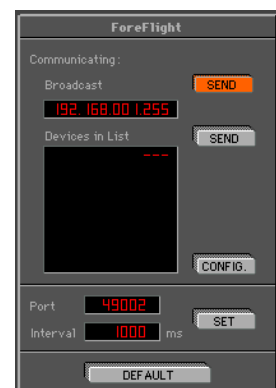 ForeFlight
Communicating:
Broadcast SEND
192.168.001.255
Devices in List SEND
---
CONFIG.
Port 49002
SET
Interval 1000 ms
DEFAULT